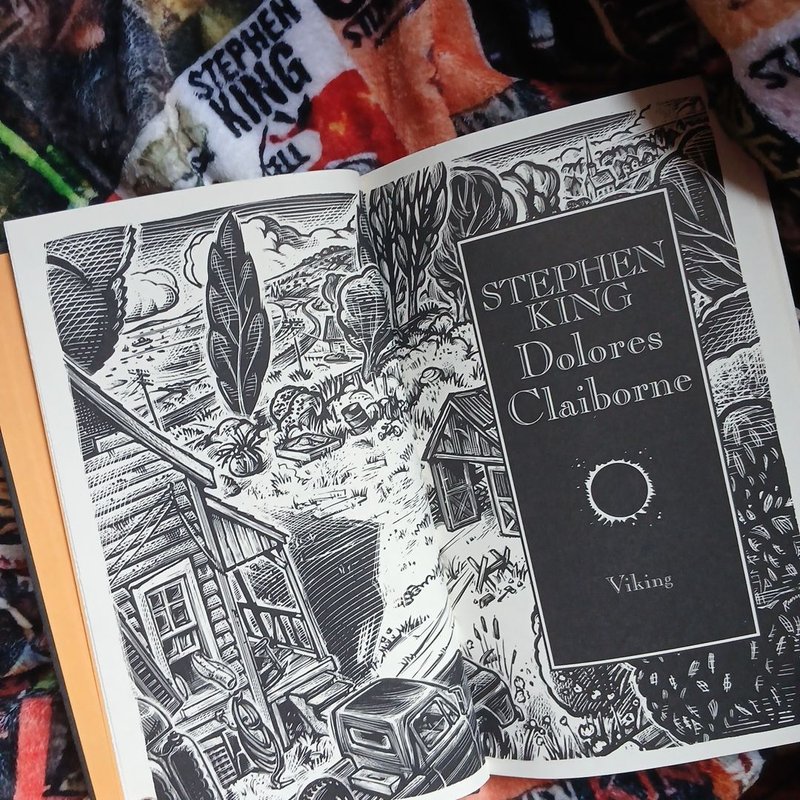 STEPHEN
KING
STEPHEN
KING
Dolores
Claiborne
Viking